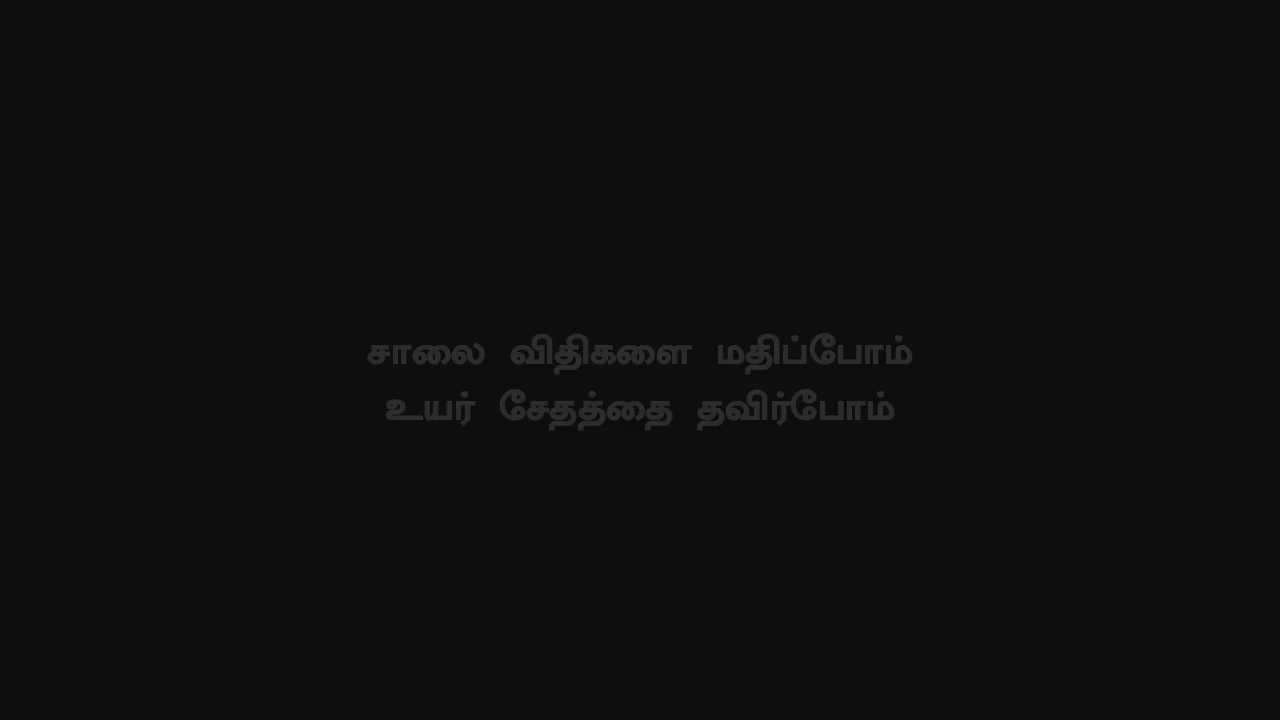 சாலை விதிகளை மதிப்போம்
உயர் சேதத்தை தவிர்போம்